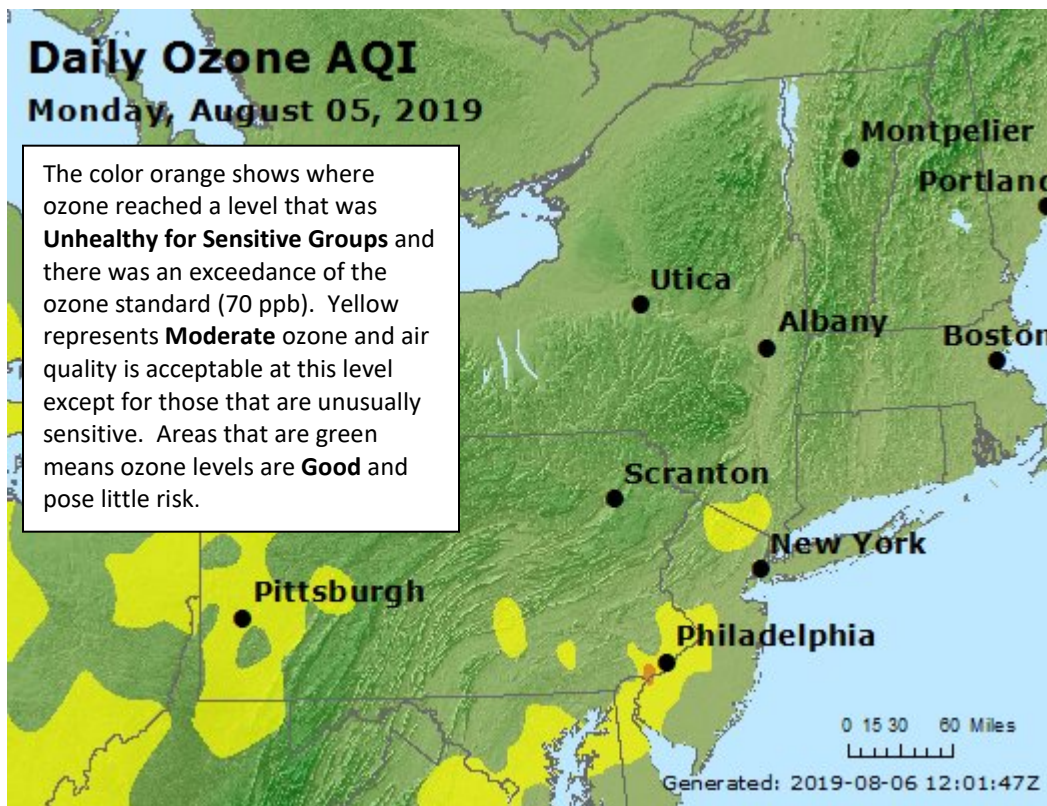 Daily Ozone AQI
Monday, August 05, 2019
The color orange shows where
ozone reached a level that was
Unhealthy for Sensitive Groups and
there was an exceedance of the
ozone standard (70 ppb).  Yellow
represents Moderate ozone and air
quality is acceptable at this level
except for those that are unusually
sensitive.  Areas that are green
means ozone levels are Good and
pose little risk.
Montpelier
Portland
Utica
Albany
Boston
Scranton
New York
Pittsburgh
Philadelphia
0 15 30 60 Miles
Generated: 2019-08-06 12:01:47Z